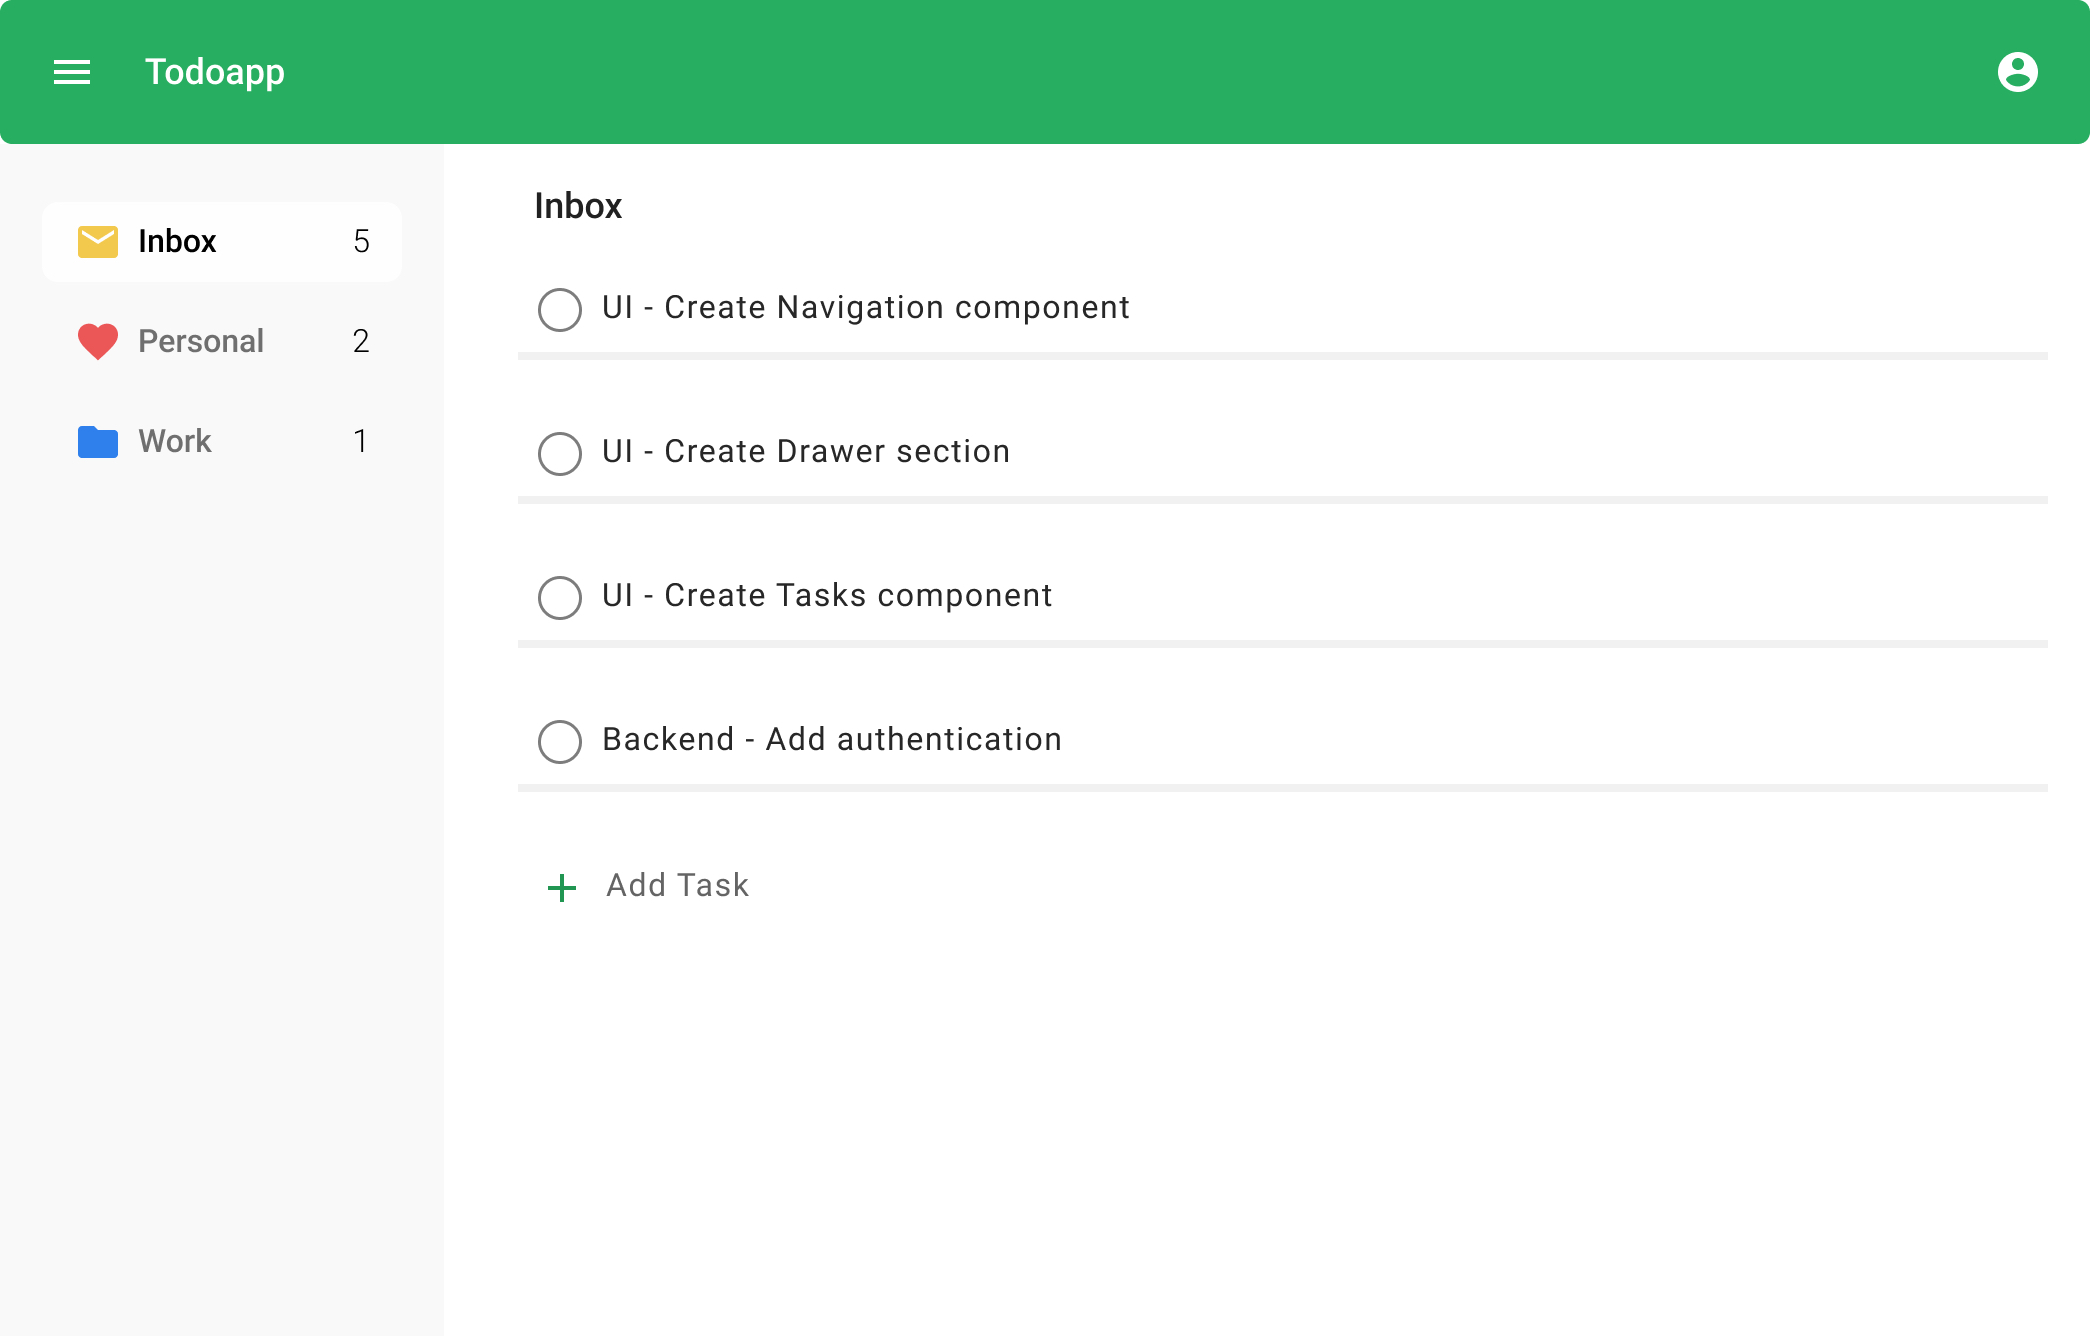 Todoapp
Inbox 5
Personal 2
Work 1
Inbox
UI - Create Navigation component
UI - Create Drawer section
UI - Create Tasks component
Backend - Add authentication
Add Task